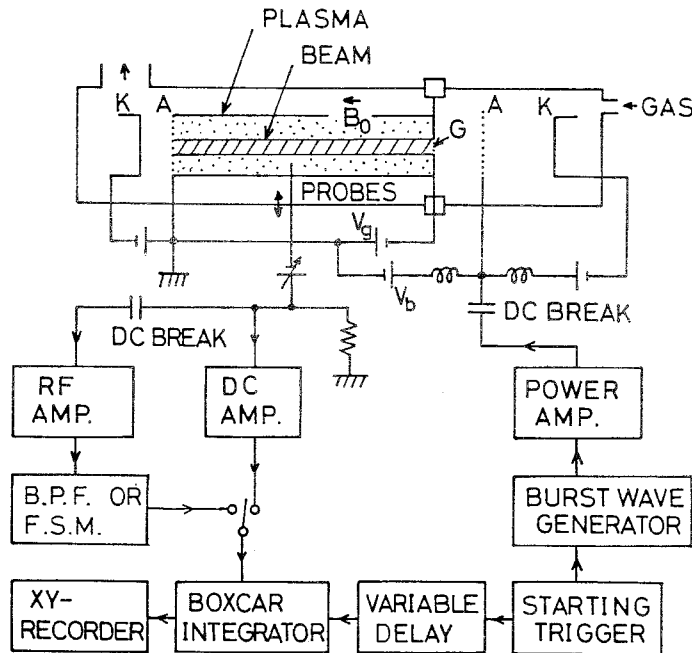 PLASMA
BEAM
K
A
B₀
G
A
K
GAS
PROBES
Vg
Vb
DC BREAK
DC BREAK
RF
AMP.
DC
AMP.
POWER
AMP.
B.P.F. OR
F.S.M.
BURST WAVE
GENERATOR
XY-
RECORDER
BOXCAR
INTEGRATOR
VARIABLE
DELAY
STARTING
TRIGGER